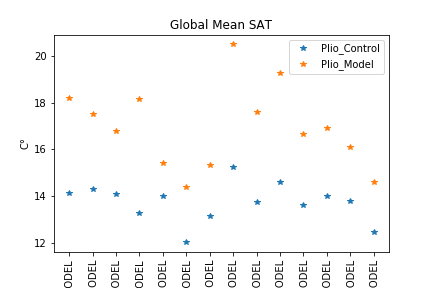 Global Mean SAT
Plio_Control
Plio_Model
20
18
16
14
12
C°
ODEL
ODEL
ODEL
ODEL
ODEL
ODEL
ODEL
ODEL
ODEL
ODEL
ODEL
ODEL
ODEL
ODEL